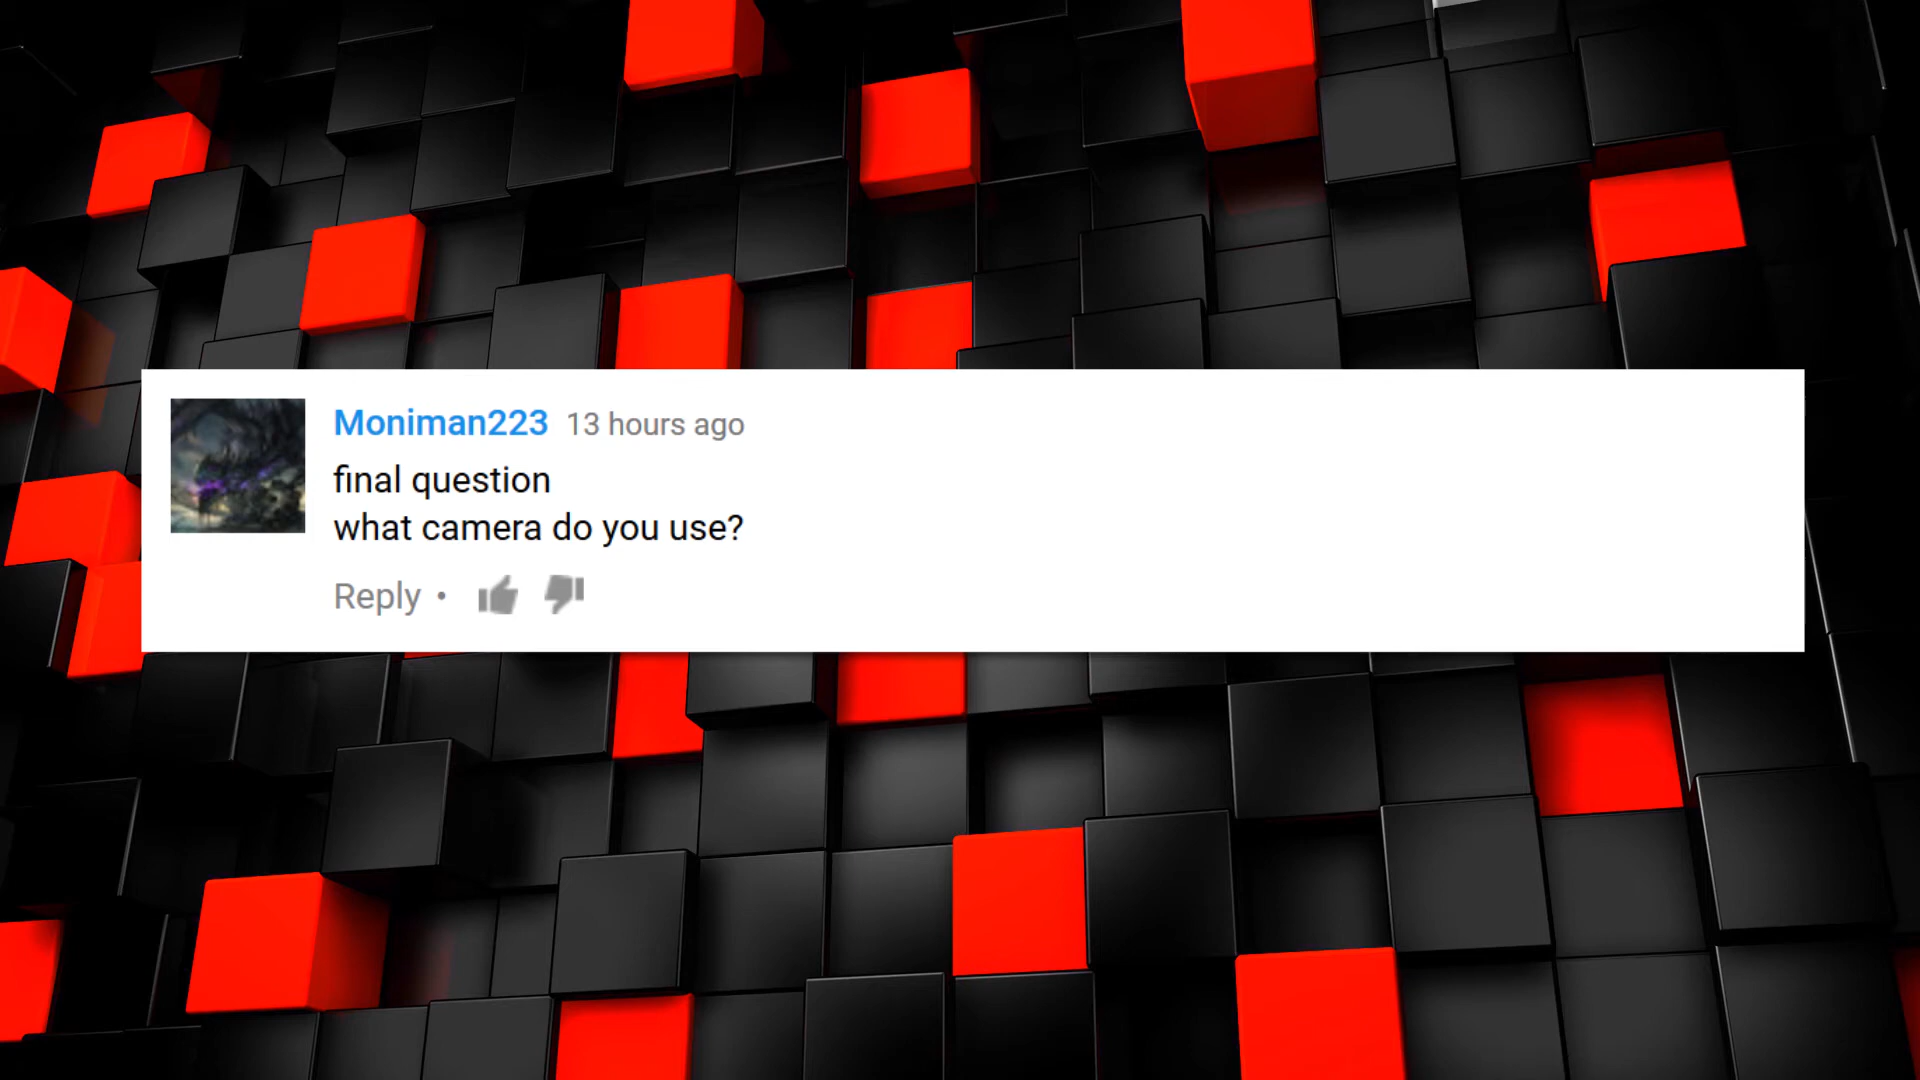 Moniman223 13 hours ago
final question
what camera do you use?
Reply •